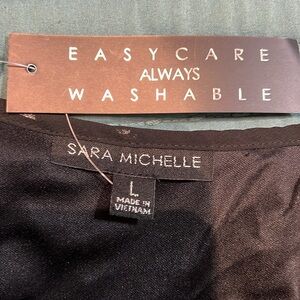 EASYCARE
ALWAYS
WASHABLE
SARA MICHELLE
L
MADE IN
VIETNAM